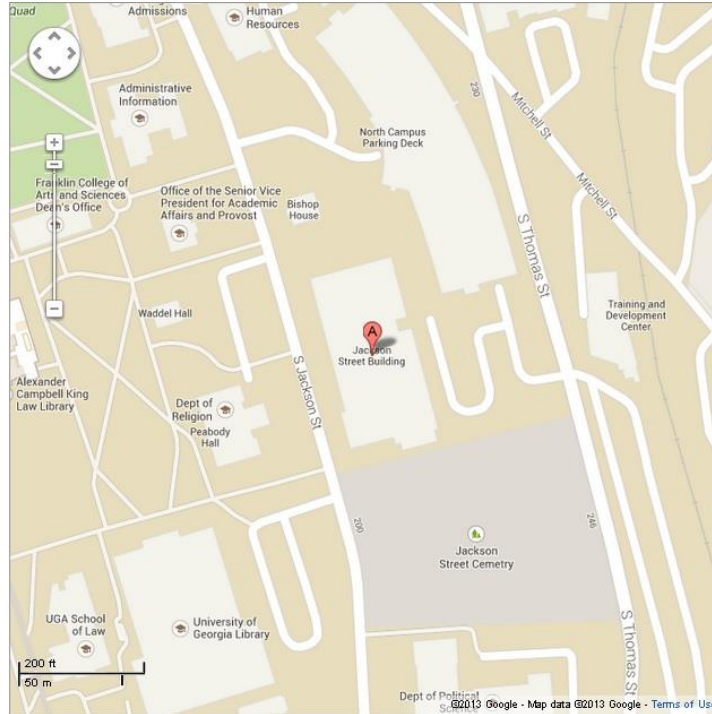 Admissions
Human
Resources
Quad
Administrative
Information
230
Mitchell St
North Campus
Parking Deck
Franklin College of
Arts and Sciences
Dean's Office
Office of the Senior Vice
President for Academic
Affairs and Provost
Bishop
House
Mitchell St
S Thomas St
Waddel Hall
Training and
Development
Center
A
Jackson
Street Building
S Jackson St
Alexander
Campbell King
Law Library
Dept of
Religion
Peabody
Hall
200
246
Jackson
Street Cemetry
UGA School
of Law
University of
Georgia Library
S Thomas St
200 ft
50 m
Dept of Political
Science
©2013 Google - Map data ©2013 Google - Terms of Us